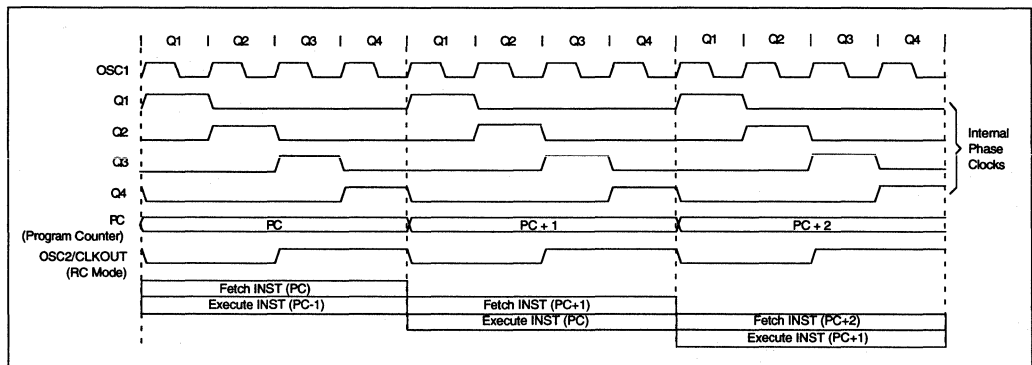 Q1 | Q2 | Q3 | Q4 | Q1 | Q2 | Q3 | Q4 | Q1 | Q2 | Q3 | Q4
OSC1
Q1
Q2
Q3
Q4
Internal
Phase
Clocks
PC
(Program Counter)
PC
PC + 1
PC + 2
OSC2/CLKOUT
(RC Mode)
Fetch INST (PC)
Execute INST (PC-1)
Fetch INST (PC+1)
Execute INST (PC)
Fetch INST (PC+2)
Execute INST (PC+1)